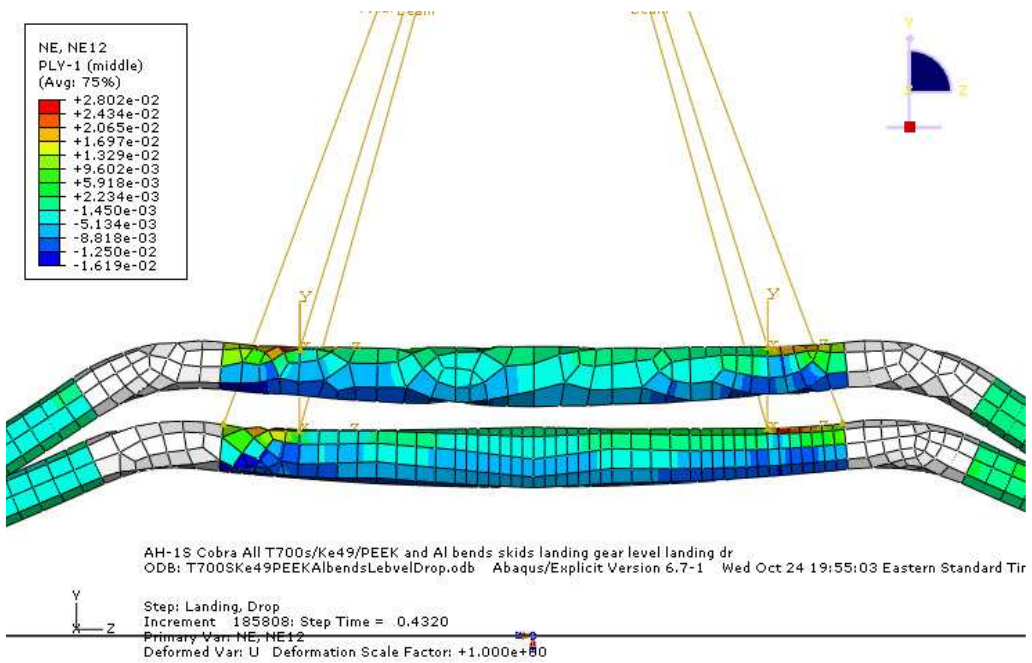 Beam
Beam
NE, NE12
PLY-1 (middle)
(Avg: 75%)
+2.802e-02
+2.434e-02
+2.065e-02
+1.697e-02
+1.329e-02
+9.602e-03
+5.918e-03
+2.234e-03
-1.450e-03
-5.134e-03
-8.818e-03
-1.250e-02
-1.619e-02
Y
Z
Y
Y
X
Z
X
Z
X
Z
X
Z
AH-1S Cobra All T700s/Ke49/PEEK and Al bends skids landing gear level landing dr
ODB: T700SKe49PEEKAlbendsLebvelDrop.odb Abaqus/Explicit Version 6.7-1 Wed Oct 24 19:55:03 Eastern Standard Tir
Y
X
Z
Step: Landing, Drop
Increment 185808: Step Time = 0.4320
Primary Var: NE, NE12
Deformed Var: U Deformation Scale Factor: +1.000e+00